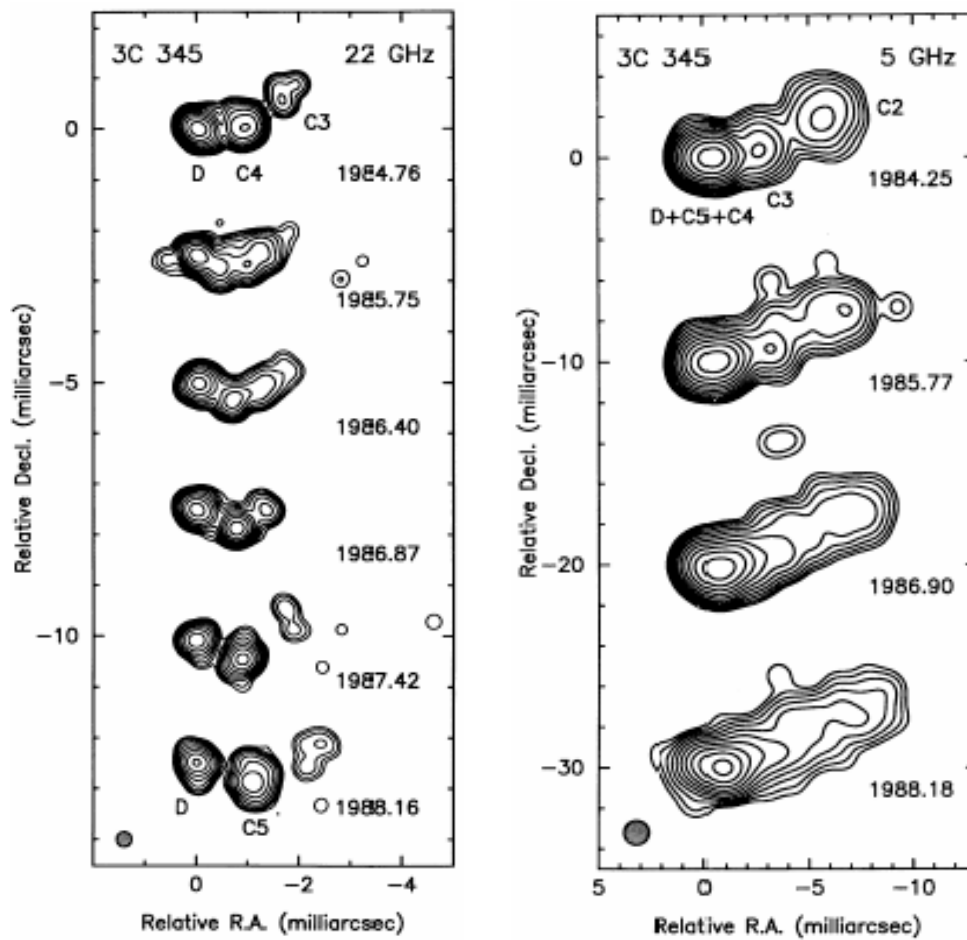 3C 345 22 GHz
C3
D C4
1984.76
1985.75
1986.40
1986.87
1987.42
1988.16
D
C5
0
-5
-10
0 -2 -4
Relative Decl. (milliarcsec)
Relative R.A. (milliarcsec)
3C 345 5 GHz
C2
1984.25
C3
D+C5+C4
1985.77
1986.90
1988.18
0
-10
-20
-30
5 0 -5 -10
Relative Decl. (milliarcsec)
Relative R.A. (milliarcsec)